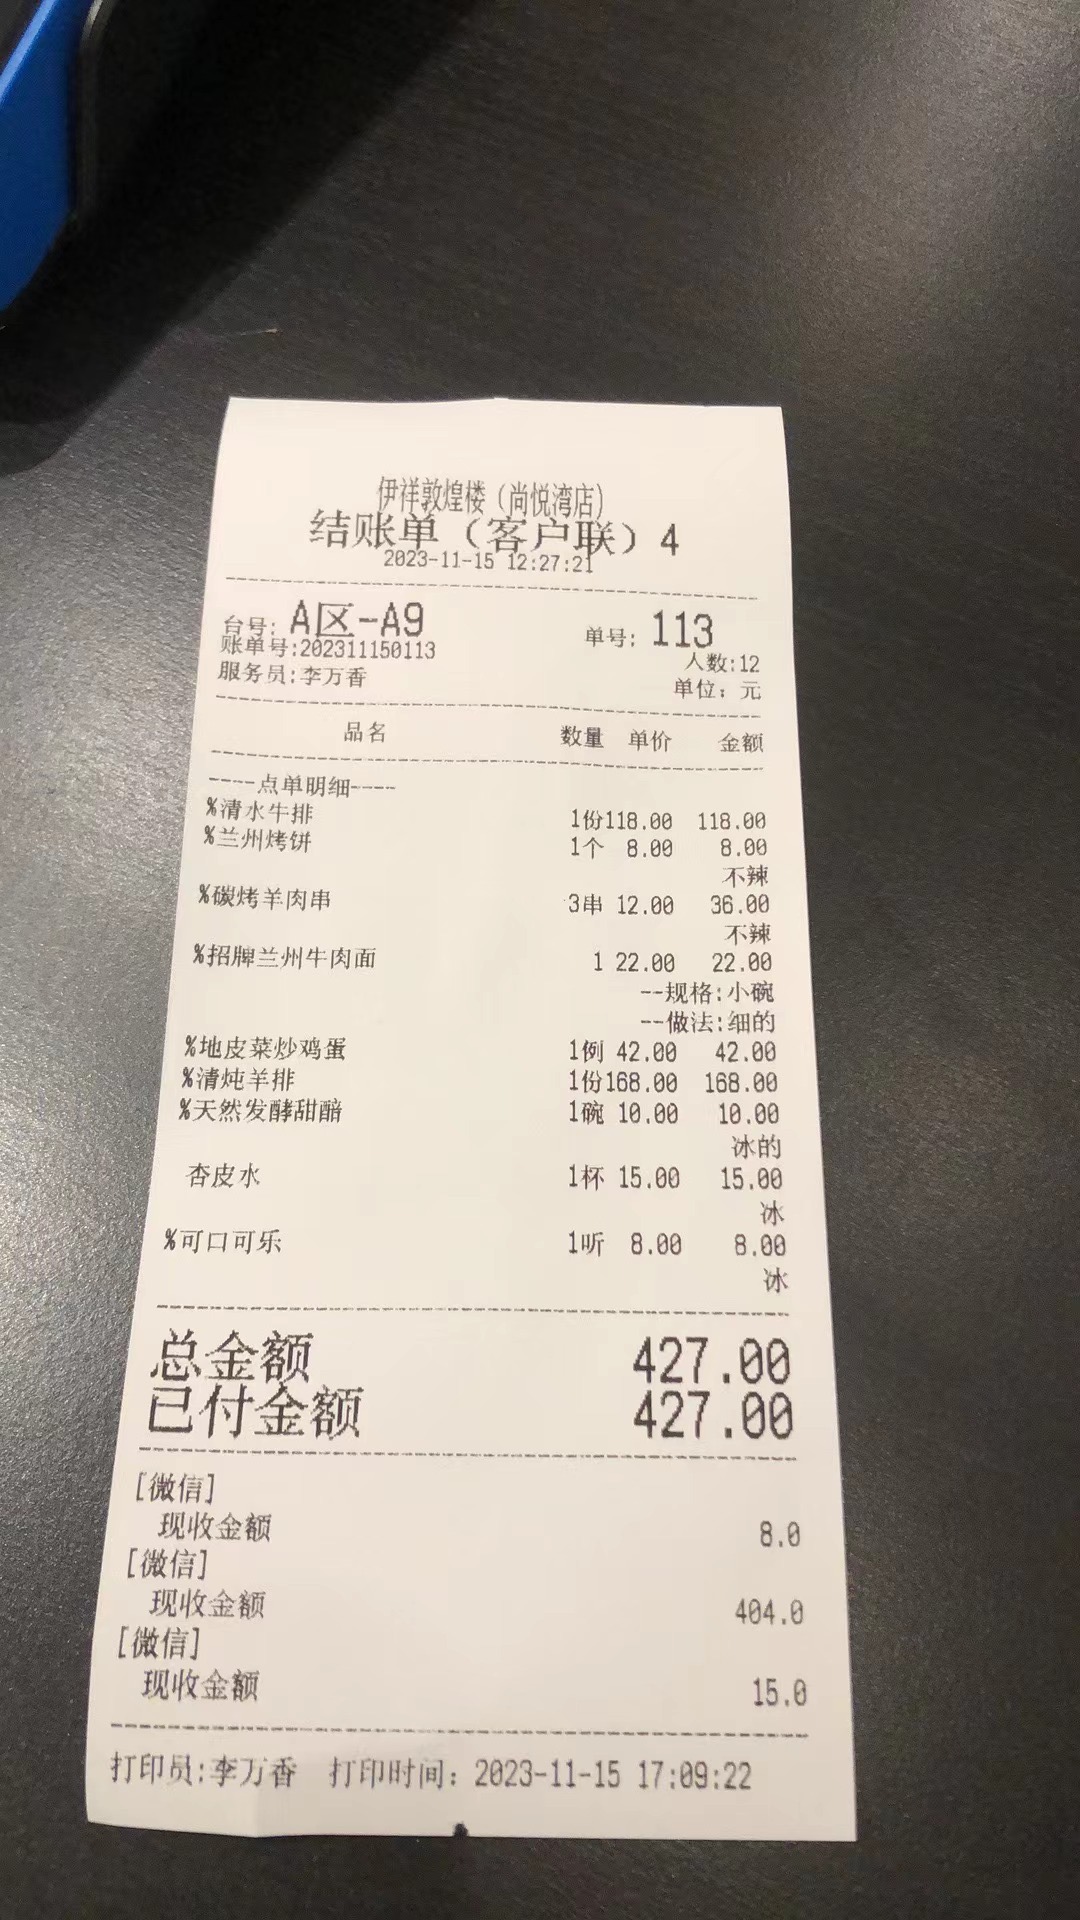 伊祥敦煌楼（尚悦湾店）
结账单（客户联）4
2023-11-15 12:27:21
台号: A区-A9 单号: 113
账单号:202311150113 人数:12
服务员:李万香 单位: 元
品名 数量 单价 金额
----点单明细----
%清水牛排 1份118.00 118.00
%兰州烤饼 1个 8.00 8.00
不辣
%碳烤羊肉串 3串 12.00 36.00
不辣
%招牌兰州牛肉面 1 22.00 22.00
--规格:小碗
--做法:细的
%地皮菜炒鸡蛋 1例 42.00 42.00
%清炖羊排 1份168.00 168.00
%天然发酵甜醅 1碗 10.00 10.00
冰的
杏皮水 1杯 15.00 15.00
冰
%可口可乐 1听 8.00 8.00
冰
总金额 427.00
已付金额 427.00
[微信]
现收金额 8.0
[微信]
现收金额 404.0
[微信]
现收金额 15.0
打印员:李万香 打印时间: 2023-11-15 17:09:22